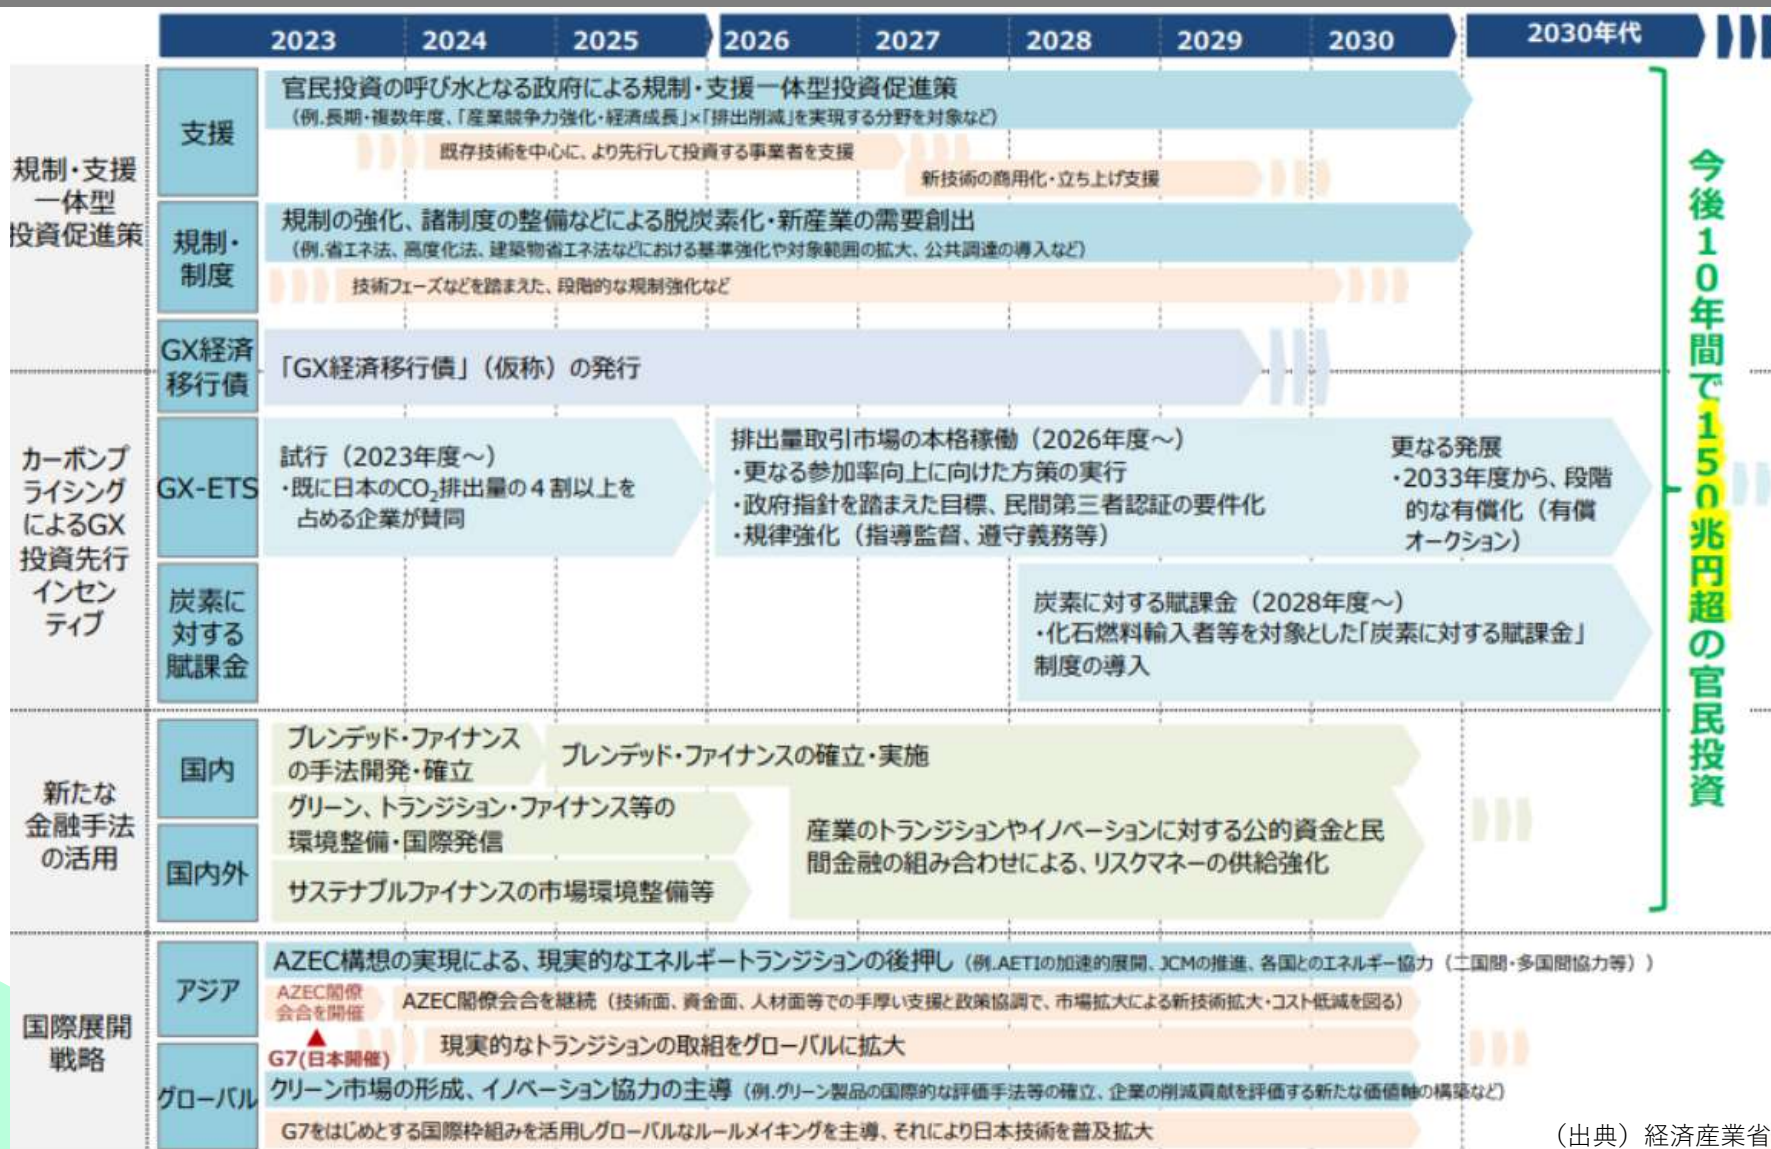 2023 2024 2025 2026 2027 2028 2029 2030 2030年代
規制・支援
一体型
投資促進策
支援
官民投資の呼び水となる政府による規制・支援一体型投資促進策
（例.長期・複数年度、「産業競争力強化・経済成長」×「排出削減」を実現する分野を対象など）
既存技術を中心に、より先行して投資する事業者を支援
新技術の商用化・立ち上げ支援
規制・
制度
規制の強化、諸制度の整備などによる脱炭素化・新産業の需要創出
（例.省エネ法、高度化法、建築物省エネ法などにおける基準強化や対象範囲の拡大、公共調達の導入など）
技術フェーズなどを踏まえた、段階的な規制強化など
GX経済
移行債
「GX経済移行債」（仮称）の発行
カーボンプ
ライシング
によるGX
投資先行
インセン
ティブ
GX-ETS
試行（2023年度～）
・既に日本のCO₂排出量の４割以上を
占める企業が賛同
排出量取引市場の本格稼働（2026年度～）
・更なる参加率向上に向けた方策の実行
・政府指針を踏まえた目標、民間第三者認証の要件化
・規律強化（指導監督、遵守義務等）
更なる発展
・2033年度から、段階
的な有償化（有償
オークション）
炭素に
対する
賦課金
炭素に対する賦課金（2028年度～）
・化石燃料輸入者等を対象とした「炭素に対する賦課金」
制度の導入
新たな
金融手法
の活用
国内
ブレンデッド・ファイナンス
の手法開発・確立
ブレンデッド・ファイナンスの確立・実施
国内外
グリーン、トランジション・ファイナンス等の
環境整備・国際発信
サステナブルファイナンスの市場環境整備等
産業のトランジションやイノベーションに対する公的資金と民
間金融の組み合わせによる、リスクマネーの供給強化
今後10年間で150兆円超の官民投資
国際展開
戦略
アジア
AZEC構想の実現による、現実的なエネルギートランジションの後押し（例.AETIの加速的展開、JCMの推進、各国とのエネルギー協力（二国間・多国間協力等））
AZEC閣僚
会合を開催
AZEC閣僚会合を継続（技術面、資金面、人材面等での手厚い支援と政策協調で、市場拡大による新技術拡大・コスト低減を図る）
G7(日本開催)
現実的なトランジションの取組をグローバルに拡大
グローバル
クリーン市場の形成、イノベーション協力の主導（例.グリーン製品の国際的な評価手法等の確立、企業の削減貢献を評価する新たな価値軸の構築など）
G7をはじめとする国際枠組みを活用しグローバルなルールメイキングを主導、それにより日本技術を普及拡大
（出典）経済産業省